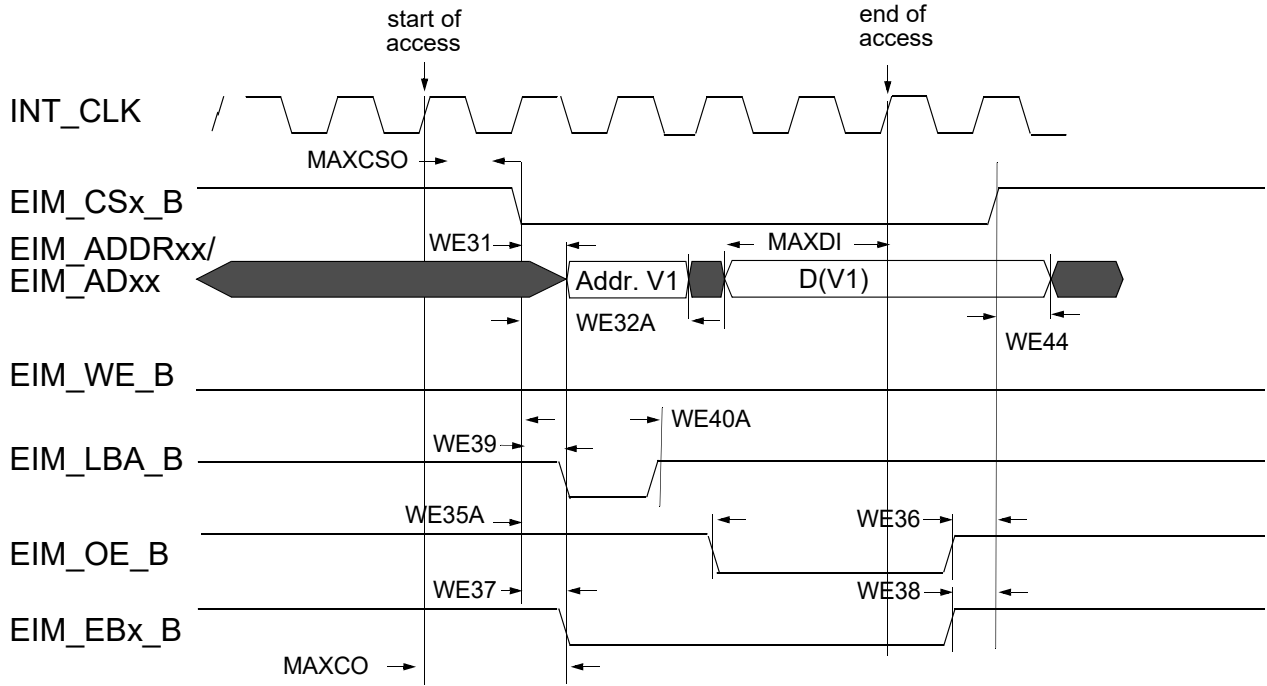 start of
access
end of
access
INT_CLK
MAXCSO
EIM_CSx_B
EIM_ADDRxx/
EIM_ADxx
WE31
MAXDI
Addr. V1
D(V1)
WE32A
WE44
EIM_WE_B
WE40A
WE39
EIM_LBA_B
WE35A
WE36
EIM_OE_B
WE37
WE38
EIM_EBx_B
MAXCO